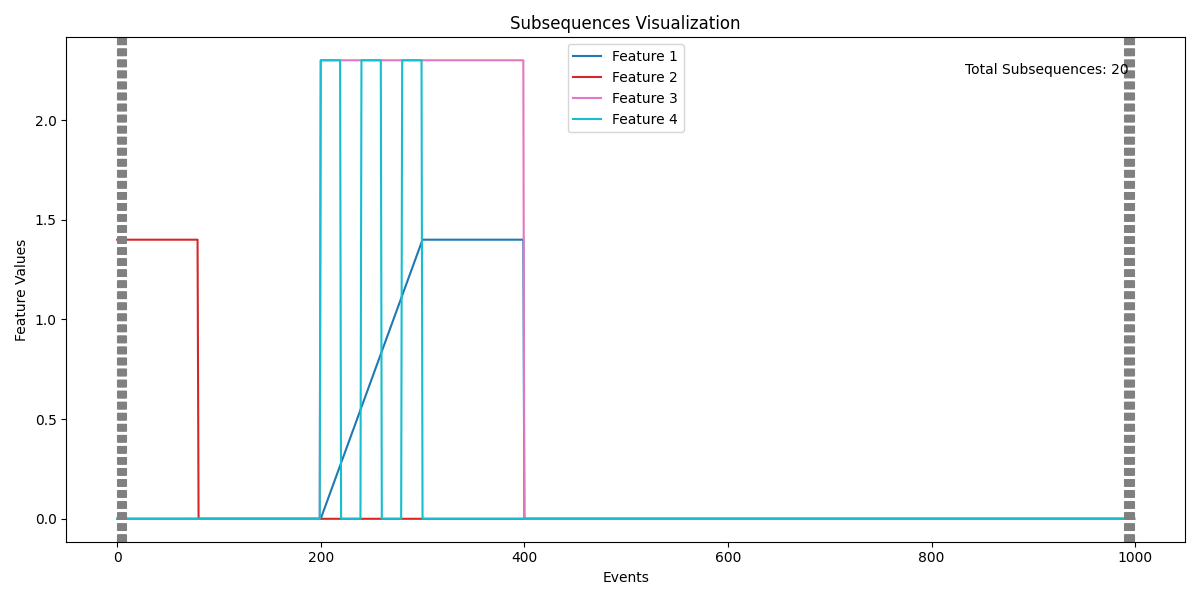 Subsequences Visualization
Feature 1
Feature 2
Feature 3
Feature 4
Total Subsequences: 20
Feature Values
2.0
1.5
1.0
0.5
0.0
0 200 400 600 800 1000
Events